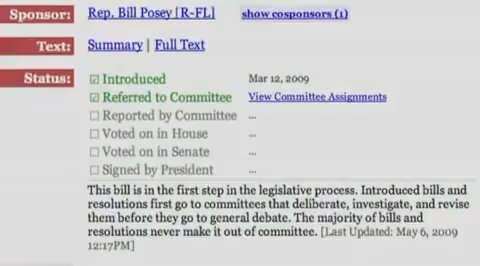 Sponsor: Rep. Bill Posey [R-FL] show cosponsors (1)
Text: Summary | Full Text
Status: ☑ Introduced Mar 12, 2009
☑ Referred to Committee View Committee Assignments
☐ Reported by Committee ...
☐ Voted on in House ...
☐ Voted on in Senate ...
☐ Signed by President ...
This bill is in the first step in the legislative process. Introduced bills and
resolutions first go to committees that deliberate, investigate, and revise
them before they go to general debate. The majority of bills and
resolutions never make it out of committee. [Last Updated: May 6, 2009
12:17PM]